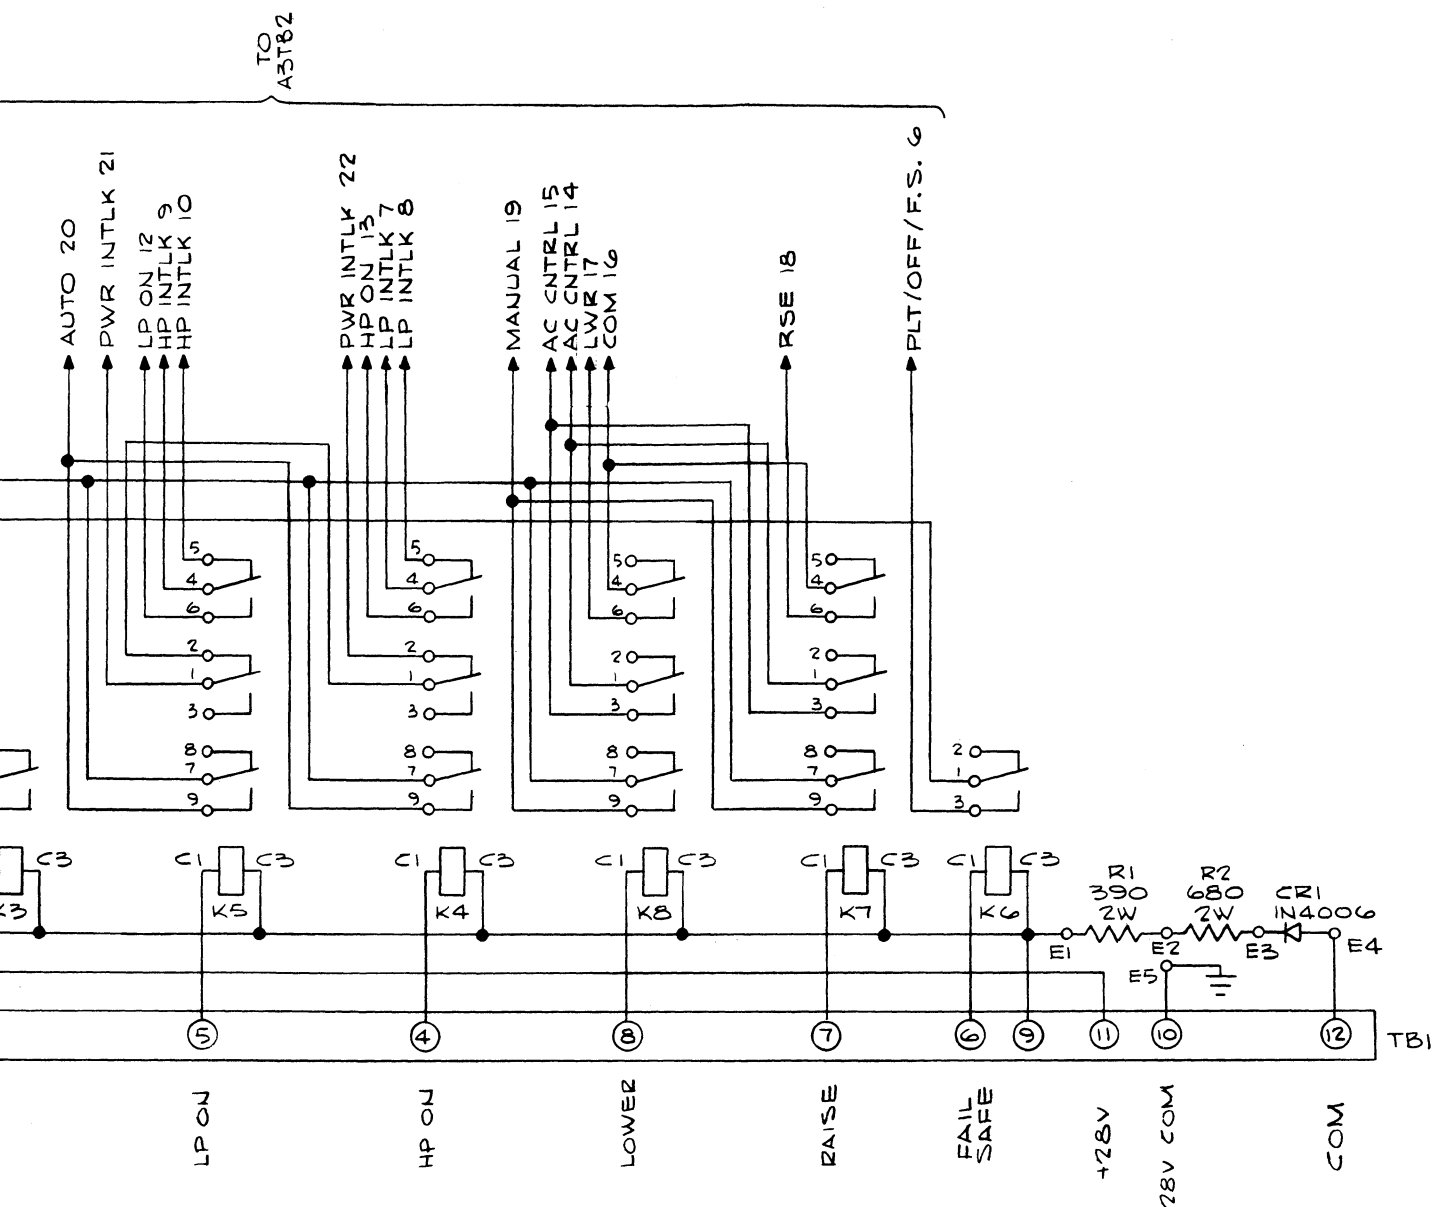 TO
A3TB2
AUTO 20
PWR INTLK 21
LP ON 12
HP INTLK 9
HP INTLK 10
PWR INTLK 22
HP ON 13
LP INTLK 7
LP INTLK 8
MANUAL 19
AC CNTRL 15
AC CNTRL 14
LWR 17
COM 16
RSE 18
PLT/OFF/F.S. 6
5 5 5 5
4 4 4 4
6 6 6 6
2 2 2 2
1 1 1 1
3 3 3 3
8 8 8 8 2
7 7 7 7 1
9 9 9 9 3
C3 C1 C3 C1 C3 C1 C3 C1 C3 C1 C3
K3 K5 K4 K8 K7 K6
R1
390
2W
R2
680
2W
CR1
1N4006
E1 E2 E3 E4
E5
5 4 8 7 6 9 11 10 12 TB1
LP ON
HP ON
LOWER
RAISE
FAIL
SAFE
+28V
28V COM
COM